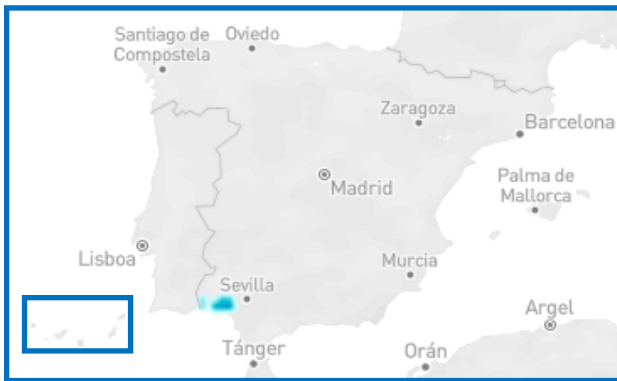 Santiago de
Compostela
Oviedo
Zaragoza
Barcelona
Madrid
Palma de
Mallorca
Lisboa
Murcia
Sevilla
Argel
Tánger
Orán